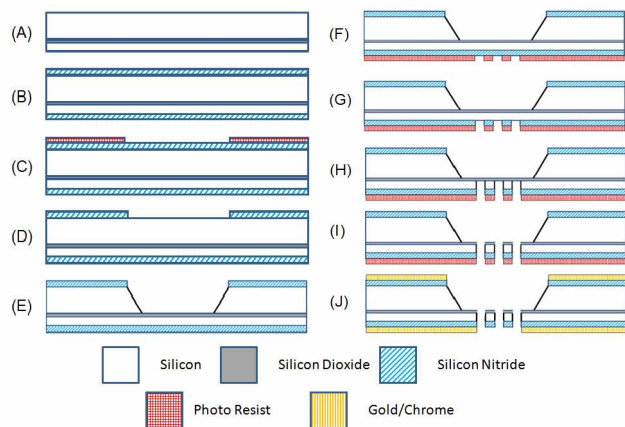 (A)
(B)
(C)
(D)
(E)
(F)
(G)
(H)
(I)
(J)
Silicon
Silicon Dioxide
Silicon Nitride
Photo Resist
Gold/Chrome